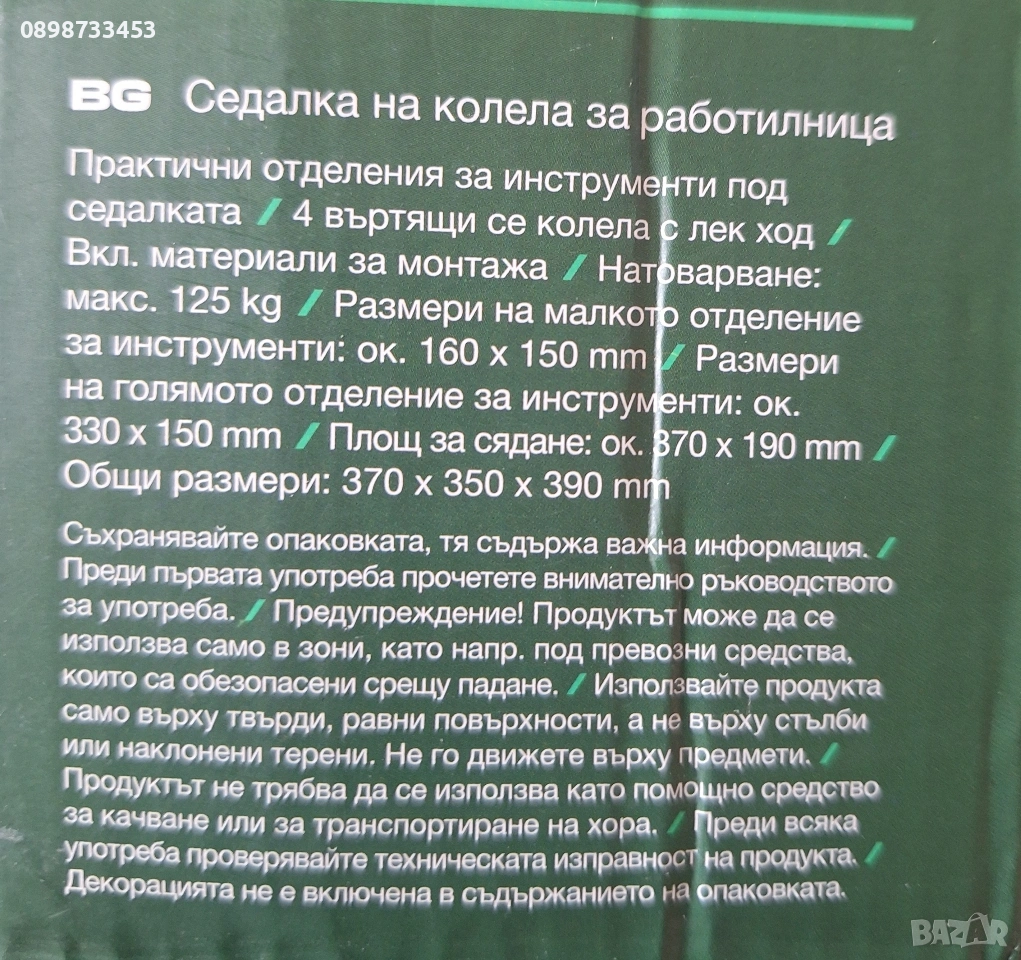 0898733453
BG Седалка на колела за работилница
Практични отделения за инструменти под
седалката / 4 въртящи се колела с лек ход /
Вкл. материали за монтажа / Натоварване:
макс. 125 kg / Размери на малкото отделение
за инструменти: ок. 160 x 150 mm / Размери
на голямото отделение за инструменти: ок.
330 x 150 mm / Площ за сядане: ок. 370 x 190 mm /
Общи размери: 370 x 350 x 390 mm
Съхранявайте опаковката, тя съдържа важна информация. /
Преди първата употреба прочетете внимателно ръководството
за употреба. / Предупреждение! Продуктът може да се
използва само в зони, като напр. под превозни средства,
които са обезопасени срещу падане. / Използвайте продукта
само върху твърди, равни повърхности, а не върху стълби
или наклонени терени. Не го движете върху предмети. /
Продуктът не трябва да се използва като помощно средство
за качване или за транспортиране на хора. / Преди всяка
употреба проверявайте техническата изправност на продукта. /
Декорацията не е включена в съдържанието на опаковката.
BAZAR